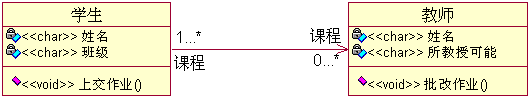 学生
<<char>> 姓名
<<char>> 班级
<<void>> 上交作业()
1...*
课程
课程
0...*
教师
<<char>> 姓名
<<char>> 所教授可能
<<void>> 批改作业()